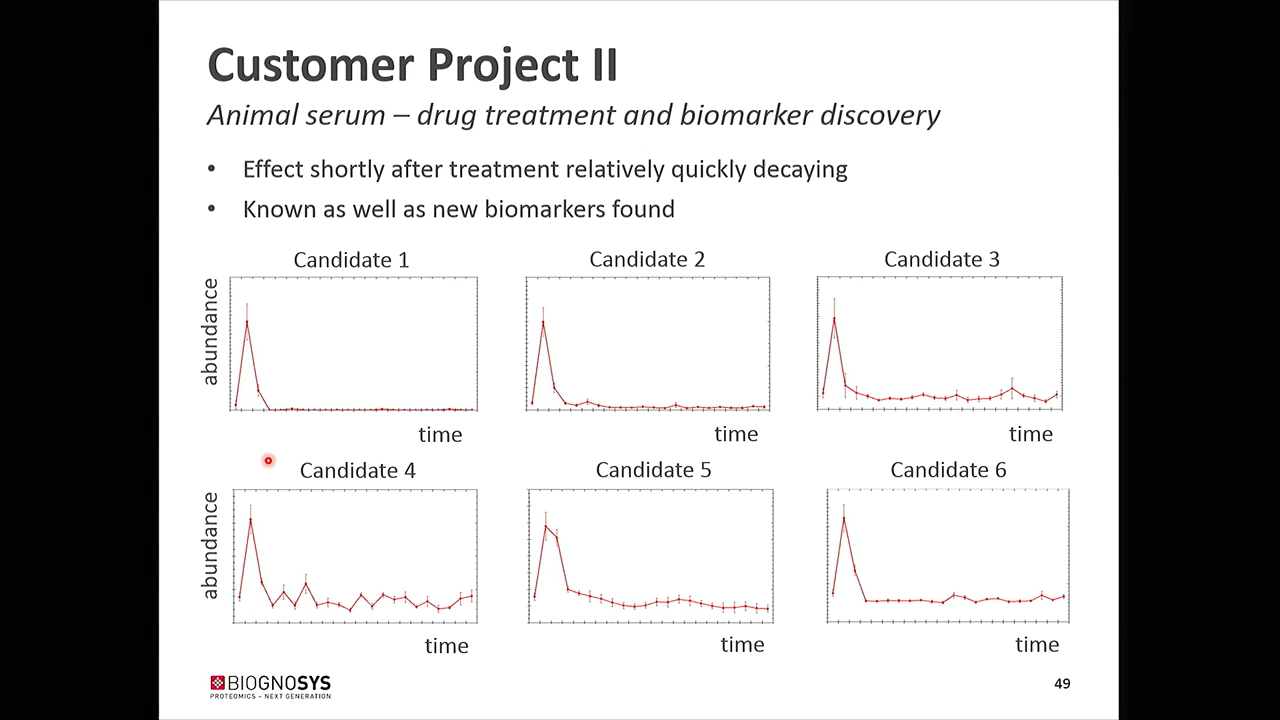 Customer Project II
Animal serum – drug treatment and biomarker discovery
• Effect shortly after treatment relatively quickly decaying
• Known as well as new biomarkers found
Candidate 1
Candidate 2
Candidate 3
abundance
time
time
time
Candidate 4
Candidate 5
Candidate 6
abundance
time
time
time
BIOGNOSYS
PROTEOMICS – NEXT GENERATION
49